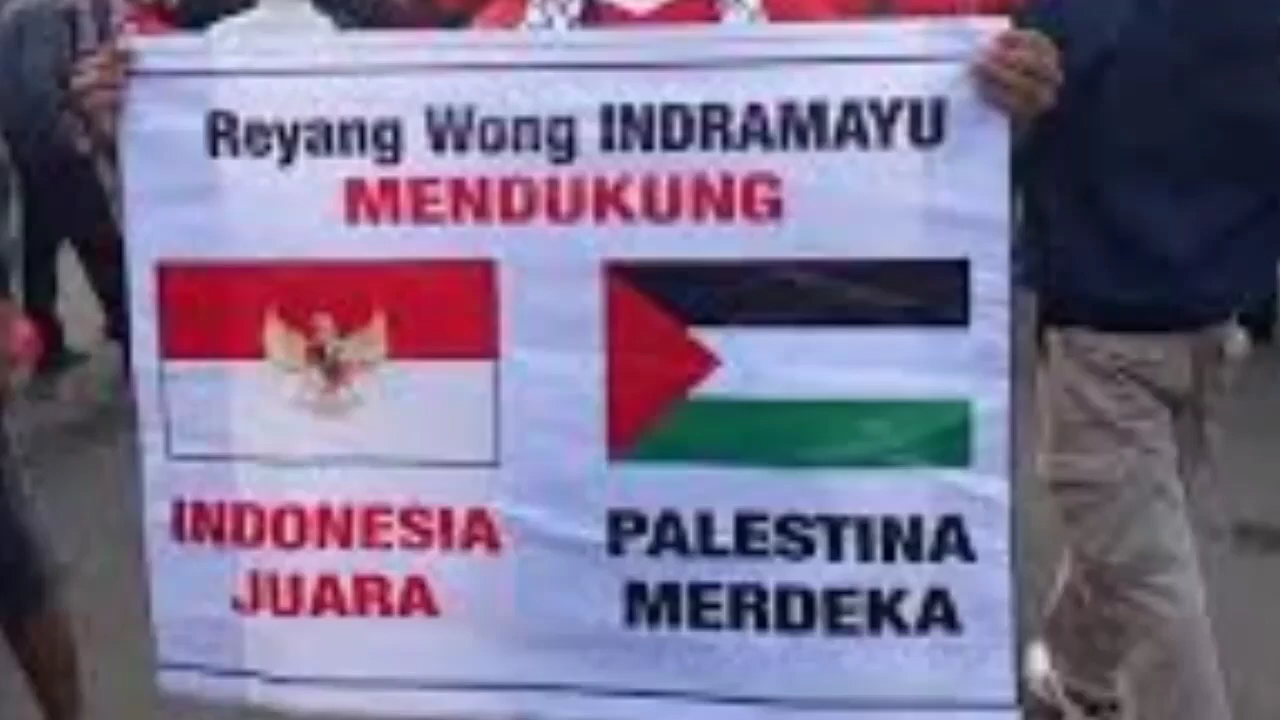 Reyang Wong INDRAMAYU
MENDUKUNG
INDONESIA
JUARA
PALESTINA
MERDEKA